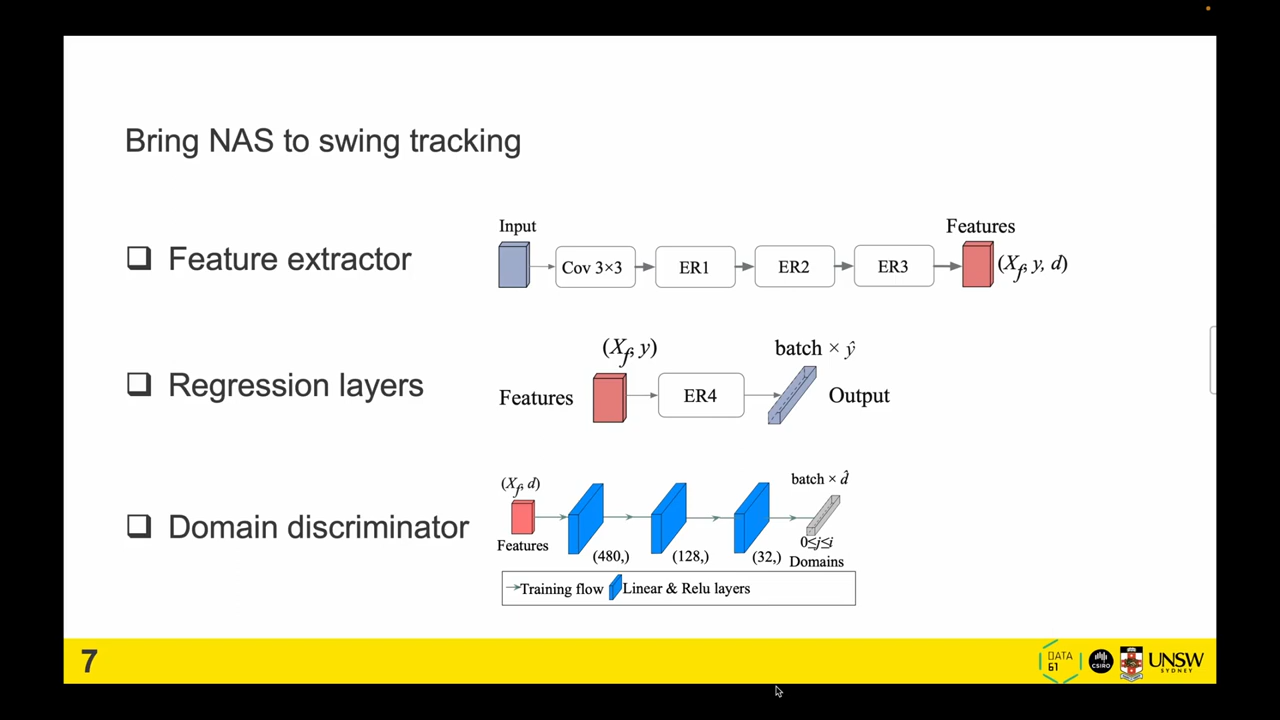 Bring NAS to swing tracking
Feature extractor
Input
Cov 3×3
ER1
ER2
ER3
Features
(X_f, y, d)
Regression layers
(X_f, y)
Features
ER4
batch × ŷ
Output
Domain discriminator
(X_f, d)
Features
(480,)
(128,)
(32,)
batch × d̂
0≤j≤i
Domains
Training flow
Linear & Relu layers
7
DATA
61
CSIRO
UNSW
SYDNEY